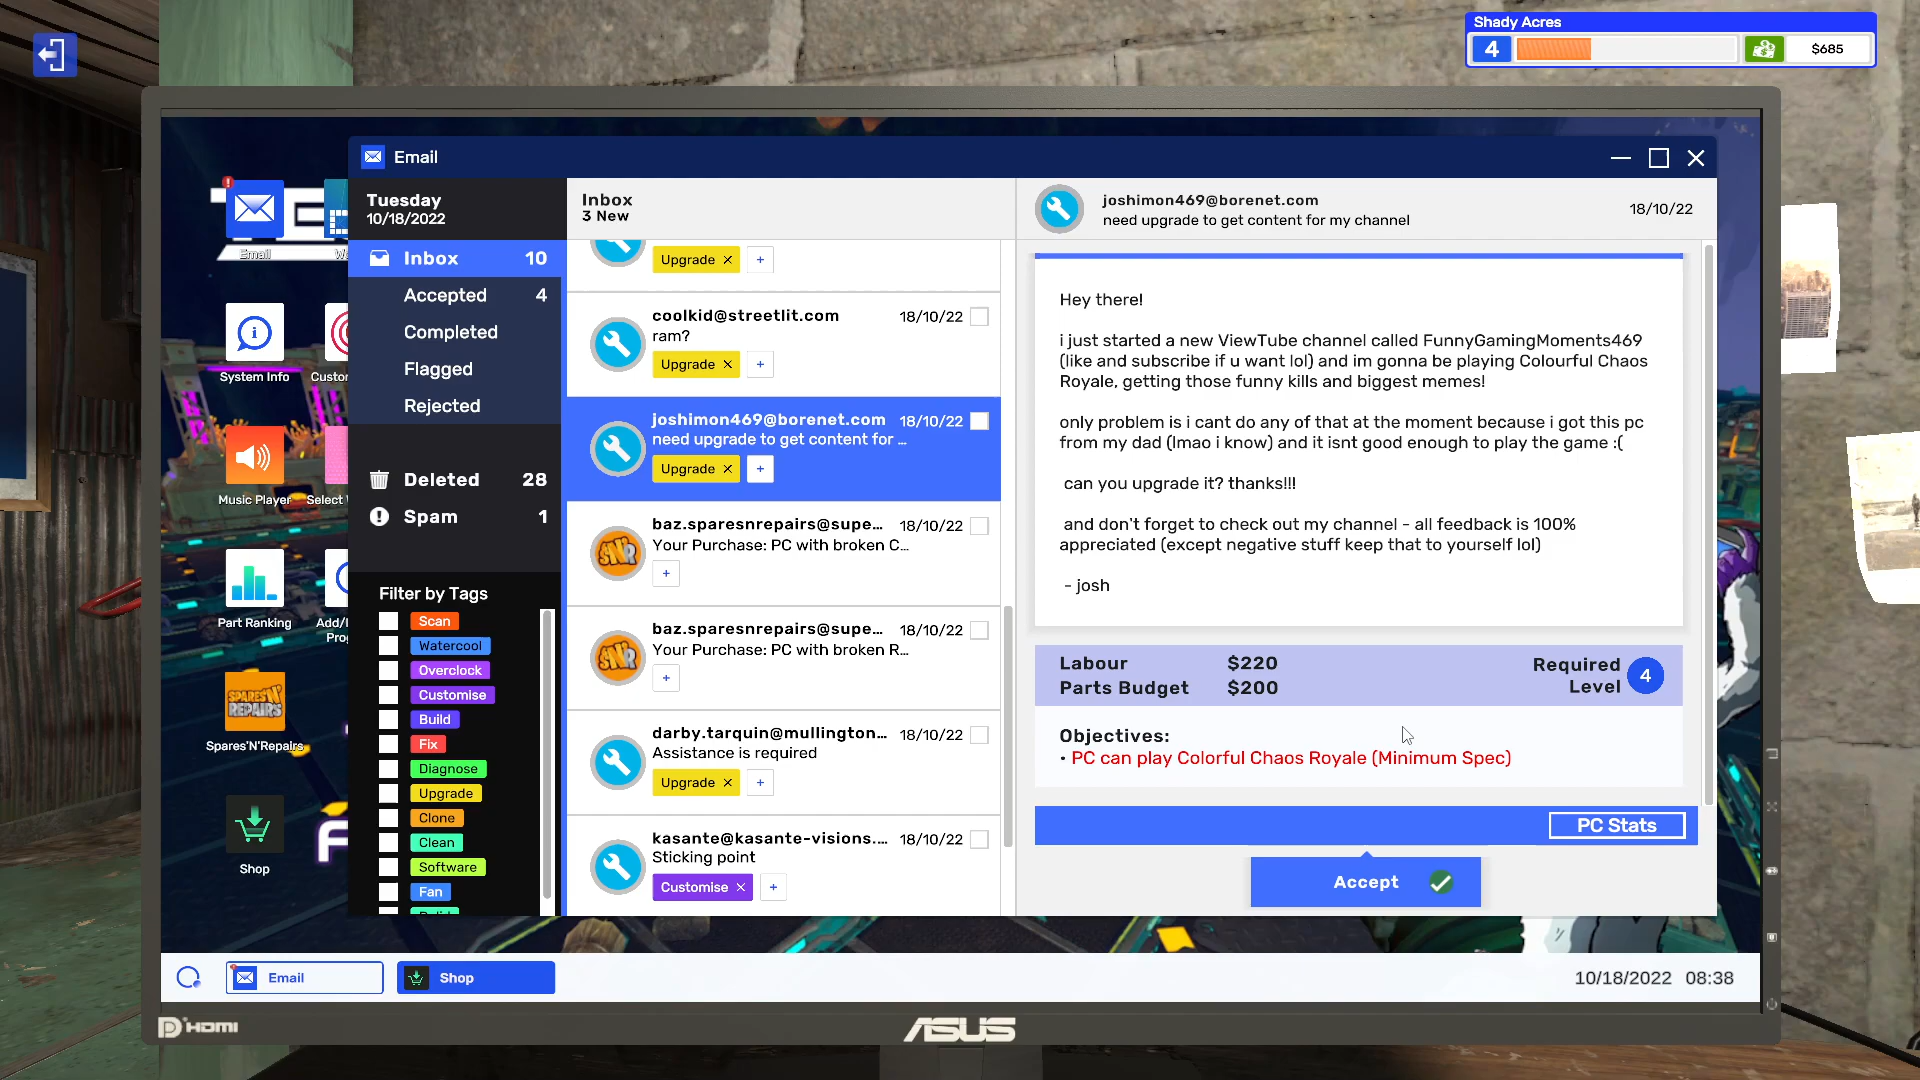 Shady Acres
4
$685
Email
Tuesday
10/18/2022
Inbox 10
Accepted 4
Completed
Flagged
Rejected
Deleted 28
Spam 1
Filter by Tags
Scan
Watercool
Overclock
Customise
Build
Fix
Diagnose
Upgrade
Clone
Clean
Software
Fan
Inbox
3 New
Upgrade × +
coolkid@streetlit.com 18/10/22
ram?
Upgrade × +
joshimon469@borenet.com 18/10/22
need upgrade to get content for ...
Upgrade × +
baz.sparesnrepairs@supe... 18/10/22
Your Purchase: PC with broken C...
+
baz.sparesnrepairs@supe... 18/10/22
Your Purchase: PC with broken R...
+
darby.tarquin@mullington... 18/10/22
Assistance is required
Upgrade × +
kasante@kasante-visions.... 18/10/22
Sticking point
Customise × +
joshimon469@borenet.com
need upgrade to get content for my channel
18/10/22
Hey there!
i just started a new ViewTube channel called FunnyGamingMoments469
(like and subscribe if u want lol) and im gonna be playing Colourful Chaos
Royale, getting those funny kills and biggest memes!
only problem is i cant do any of that at the moment because i got this pc
from my dad (lmao i know) and it isnt good enough to play the game :(
can you upgrade it? thanks!!!
and don't forget to check out my channel - all feedback is 100%
appreciated (except negative stuff keep that to yourself lol)
- josh
Labour $220
Parts Budget $200
Required
Level 4
Objectives:
• PC can play Colorful Chaos Royale (Minimum Spec)
PC Stats
Accept
Email
System Info
Custo
Music Player
Select
Part Ranking
Add/
Pro
SPARES'N'
REPAIRS
Spares'N'Repairs
Shop
Email
Shop
10/18/2022 08:38
HDMI
ASUS